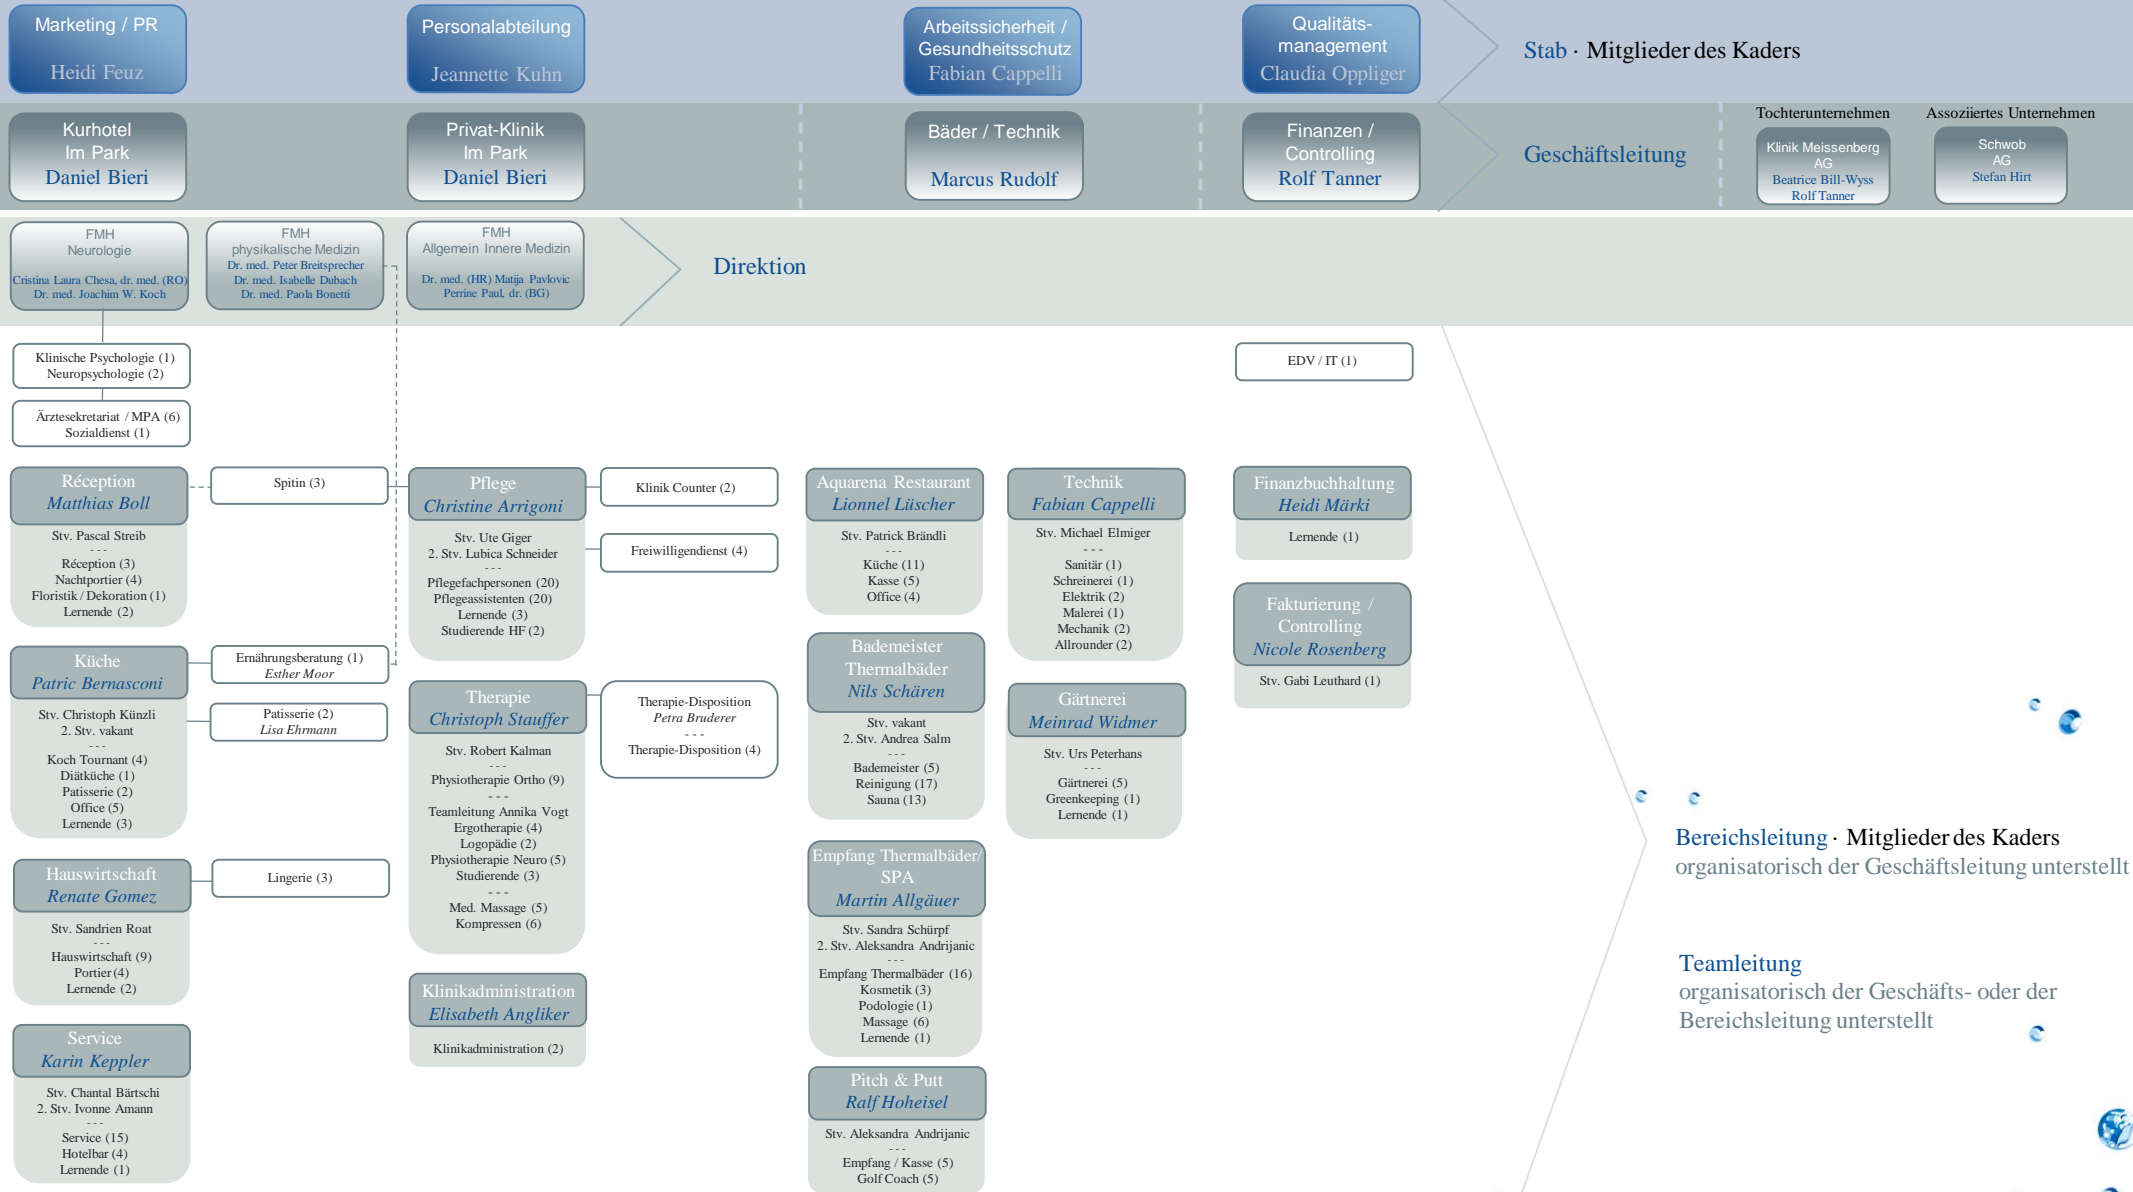 Marketing / PR
Heidi Feuz
Personalabteilung
Jeannette Kuhn
Arbeitssicherheit /
Gesundheitsschutz
Fabian Cappelli
Qualitäts-
management
Claudia Oppliger
Stab · Mitglieder des Kaders
Kurhotel
Im Park
Daniel Bieri
Privat-Klinik
Im Park
Daniel Bieri
Bäder / Technik
Marcus Rudolf
Finanzen /
Controlling
Rolf Tanner
Geschäftsleitung
Tochterunternehmen
Klinik Meissenberg
AG
Beatrice Bill-Wyss
Rolf Tanner
Assoziiertes Unternehmen
Schwob
AG
Stefan Hirt
FMH
Neurologie
Cristina Laura Chesa, dr. med. (RO)
Dr. med. Joachim W. Koch
FMH
physikalische Medizin
Dr. med. Peter Breitsprecher
Dr. med. Isabelle Dubach
Dr. med. Paola Bonetti
FMH
Allgemein Innere Medizin
Dr. med. (HR) Matija Pavlovic
Perrine Paul, dr. (BG)
Direktion
Klinische Psychologie (1)
Neuropsychologie (2)
Ärztesekretariat / MPA (6)
Sozialdienst (1)
EDV / IT (1)
Réception
Matthias Boll
Stv. Pascal Streib
- - -
Réception (3)
Nachtportier (4)
Floristik / Dekoration (1)
Lernende (2)
Spitin (3)
Küche
Patric Bernasconi
Stv. Christoph Künzli
2. Stv. vakant
- - -
Koch Tournant (4)
Diätküche (1)
Patisserie (2)
Office (5)
Lernende (3)
Ernährungsberatung (1)
Esther Moor
Patisserie (2)
Lisa Ehrmann
Hauswirtschaft
Renate Gomez
Stv. Sandrien Roat
- - -
Hauswirtschaft (9)
Portier (4)
Lernende (2)
Lingerie (3)
Service
Karin Keppler
Stv. Chantal Bärtschi
2. Stv. Ivonne Amann
- - -
Service (15)
Hotelbar (4)
Lernende (1)
Pflege
Christine Arrigoni
Stv. Ute Giger
2. Stv. Lubica Schneider
- - -
Pflegefachpersonen (20)
Pflegeassistenten (20)
Lernende (3)
Studierende HF (2)
Klinik Counter (2)
Freiwilligendienst (4)
Therapie
Christoph Stauffer
Stv. Robert Kalman
- - -
Physiotherapie Ortho (9)
- - -
Teamleitung Annika Vogt
Ergotherapie (4)
Logopädie (2)
Physiotherapie Neuro (5)
Studierende (3)
- - -
Med. Massage (5)
Kompressen (6)
Therapie-Disposition
Petra Bruderer
- - -
Therapie-Disposition (4)
Klinikadministration
Elisabeth Angliker
Klinikadministration (2)
Aquarena Restaurant
Lionnel Lüscher
Stv. Patrick Brändli
- - -
Küche (11)
Kasse (5)
Office (4)
Bademeister
Thermalbäder
Nils Schären
Stv. vakant
2. Stv. Andrea Salm
- - -
Bademeister (5)
Reinigung (17)
Sauna (13)
Empfang Thermalbäder/
SPA
Martin Allgäuer
Stv. Sandra Schürpf
2. Stv. Aleksandra Andrijanic
- - -
Empfang Thermalbäder (16)
Kosmetik (3)
Podologie (1)
Massage (6)
Lernende (1)
Pitch & Putt
Ralf Hoheisel
Stv. Aleksandra Andrijanic
- - -
Empfang / Kasse (5)
Golf Coach (5)
Technik
Fabian Cappelli
Stv. Michael Elmiger
- - -
Sanitär (1)
Schreinerei (1)
Elektrik (2)
Malerei (1)
Mechanik (2)
Allrounder (2)
Gärtnerei
Meinrad Widmer
Stv. Urs Peterhans
- - -
Gärtnerei (5)
Greenkeeping (1)
Lernende (1)
Finanzbuchhaltung
Heidi Märki
Lernende (1)
Fakturierung /
Controlling
Nicole Rosenberg
Stv. Gabi Leuthard (1)
Bereichsleitung · Mitglieder des Kaders
organisatorisch der Geschäftsleitung unterstellt
Teamleitung
organisatorisch der Geschäfts- oder der
Bereichsleitung unterstellt